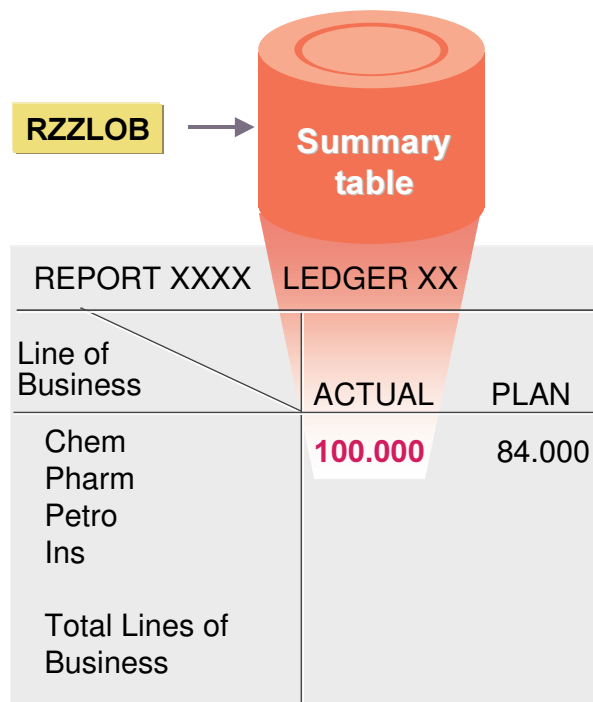 RZZLOB
Summary
table
REPORT XXXX LEDGER XX
Line of
Business
ACTUAL PLAN
Chem 100.000 84.000
Pharm
Petro
Ins
Total Lines of
Business